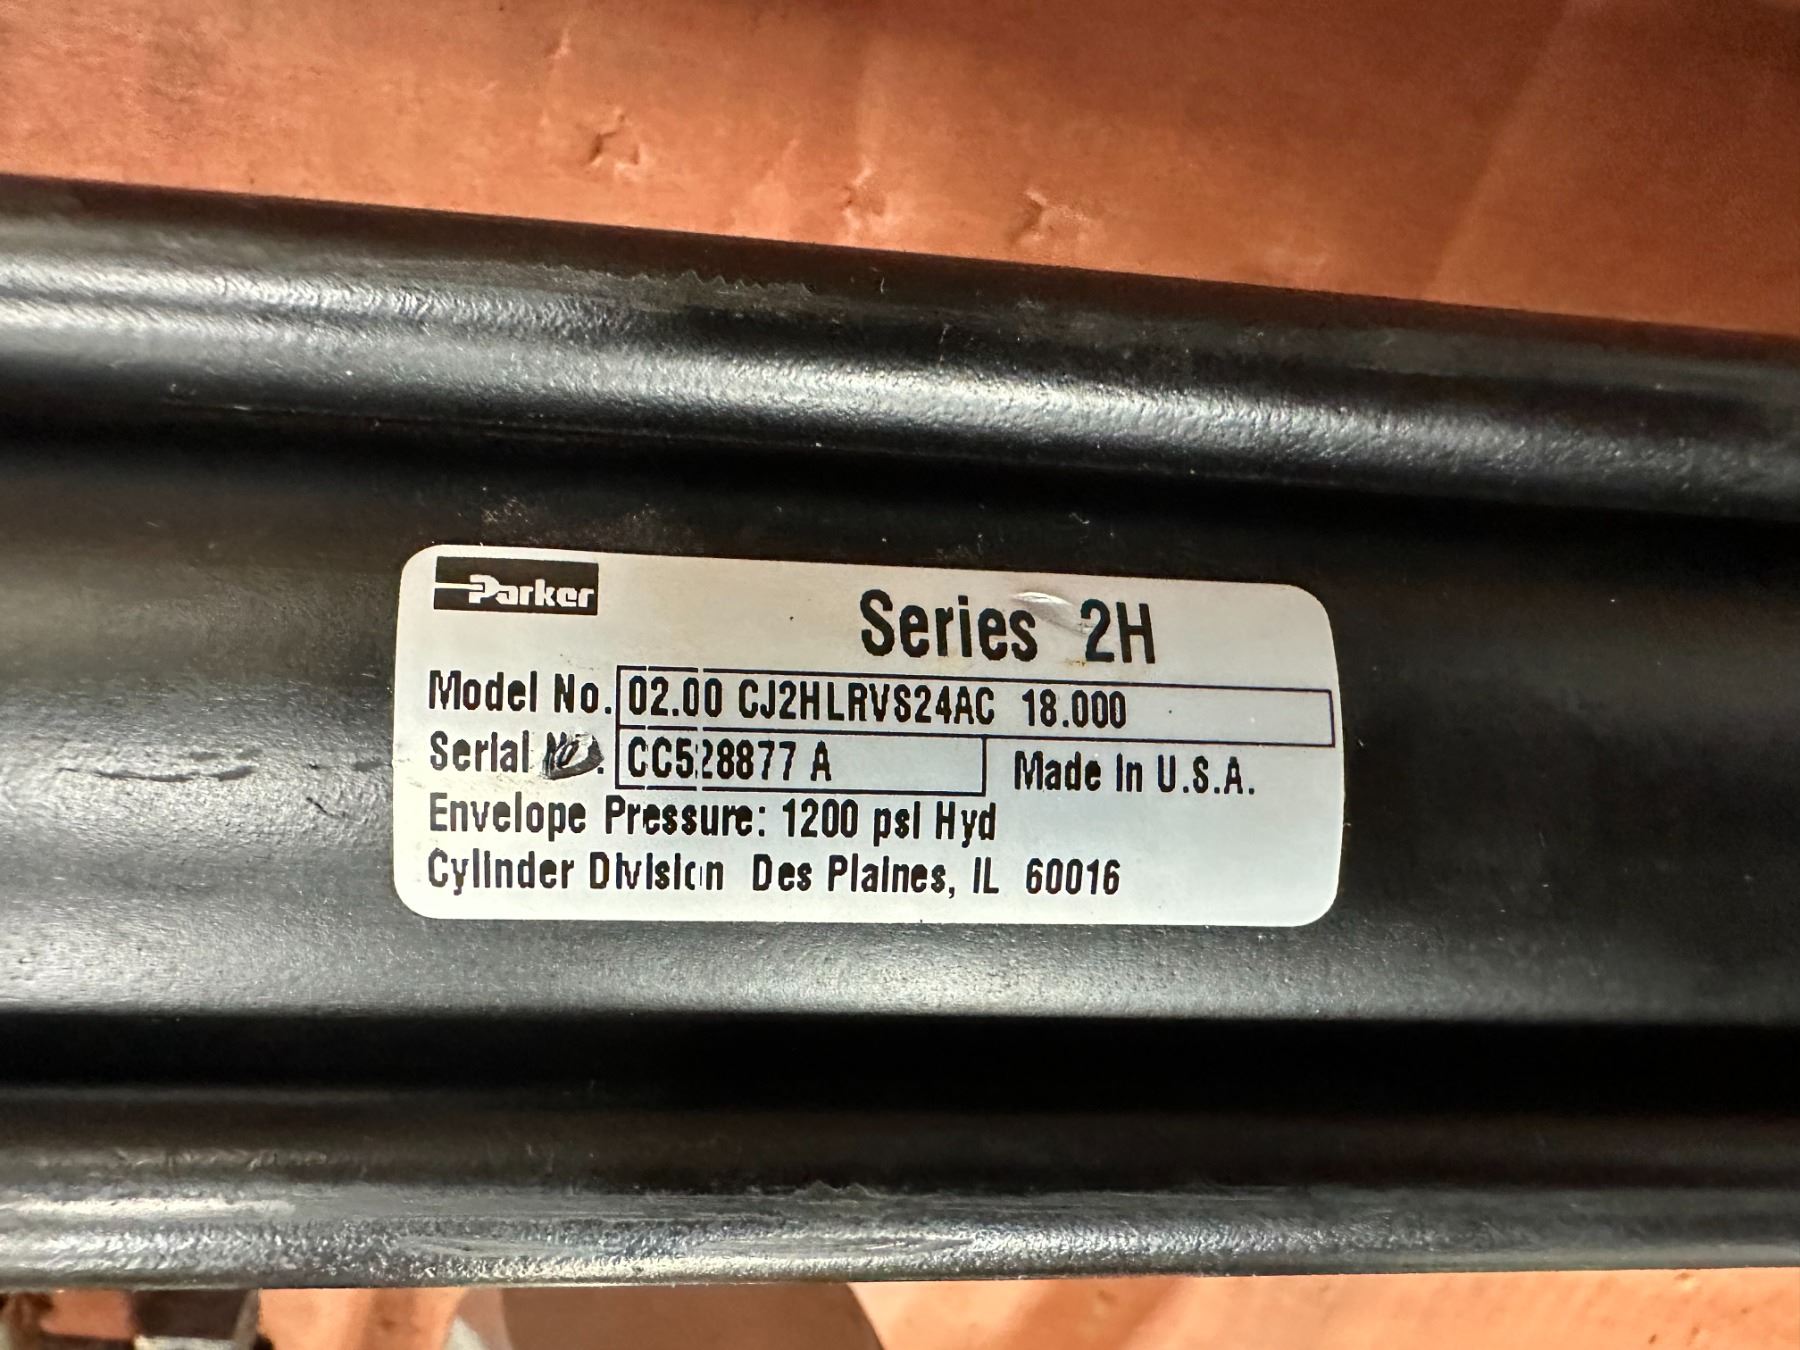 Parker
Series 2H
Model No. 02.00 CJ2HLRVS24AC 18.000
Serial No. CC528877 A Made In U.S.A.
Envelope Pressure: 1200 psi Hyd
Cylinder Division Des Plaines, IL 60016